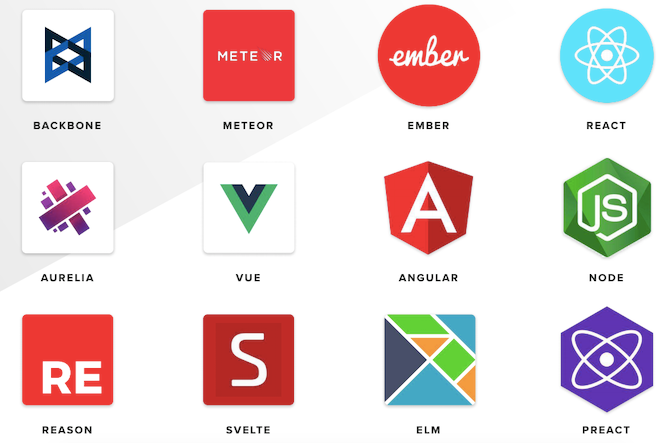 METEOR
ember
BACKBONE
METEOR
EMBER
REACT
A
JS
AURELIA
VUE
ANGULAR
NODE
RE
S
REASON
SVELTE
ELM
PREACT